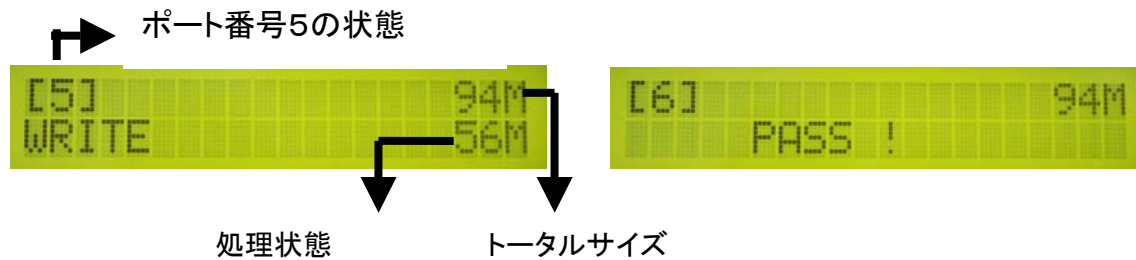 ポート番号5の状態
[5] 94M
WRITE 56M
[6] 94M
PASS !
処理状態
トータルサイズ